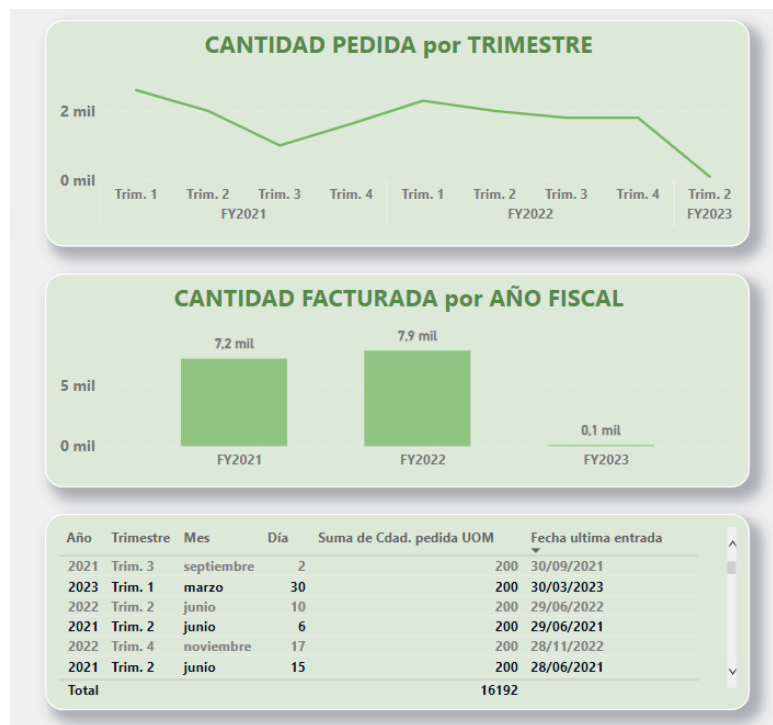 CANTIDAD PEDIDA por TRIMESTRE
2 mil
0 mil
Trim. 1 Trim. 2 Trim. 3 Trim. 4 Trim. 1 Trim. 2 Trim. 3 Trim. 4 Trim. 2
FY2021 FY2022 FY2023
CANTIDAD FACTURADA por AÑO FISCAL
7,2 mil 7,9 mil
5 mil
0,1 mil
0 mil
FY2021 FY2022 FY2023
Año Trimestre Mes Día Suma de Cdad. pedida UOM Fecha ultima entrada
2021 Trim. 3 septiembre 2 200 30/09/2021
2023 Trim. 1 marzo 30 200 30/03/2023
2022 Trim. 2 junio 10 200 29/06/2022
2021 Trim. 2 junio 6 200 29/06/2021
2022 Trim. 4 noviembre 17 200 28/11/2022
2021 Trim. 2 junio 15 200 28/06/2021
Total 16192